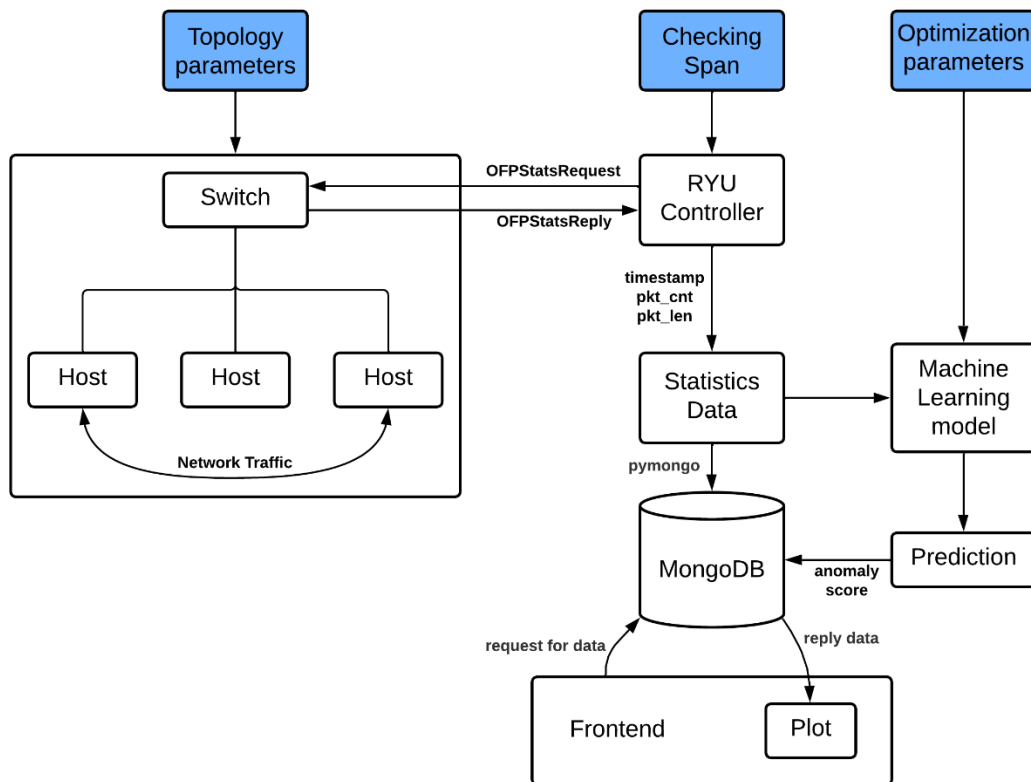 Topology
parameters
Checking
Span
Optimization
parameters
OFPStatsRequest
Switch
RYU
Controller
OFPStatsReply
timestamp
pkt_cnt
pkt_len
Host
Host
Host
Statistics
Data
Machine
Learning
model
Network Traffic
pymongo
MongoDB
Prediction
anomaly
score
request for data
reply data
Frontend
Plot